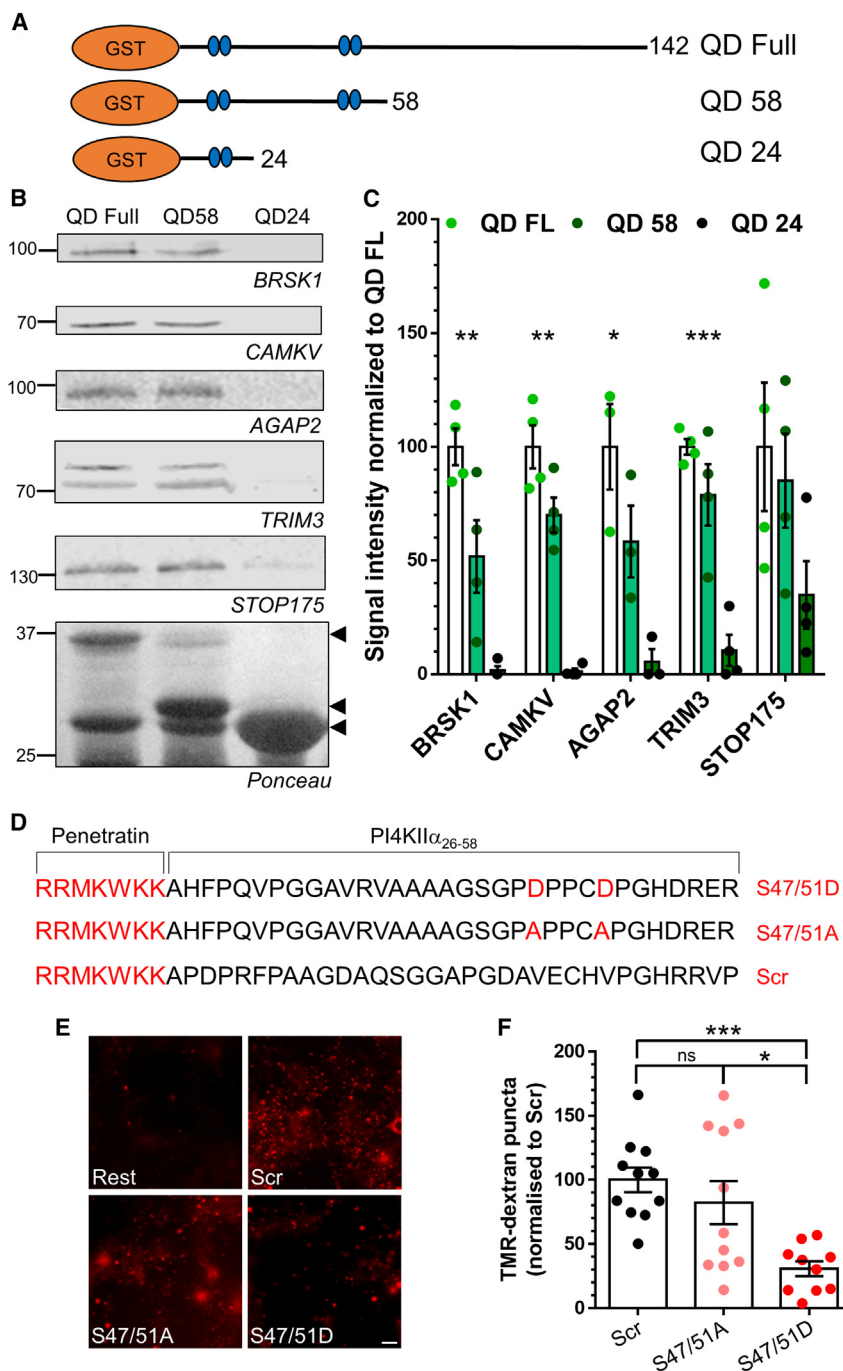 A
GST
142 QD Full
GST
58
QD 58
GST
24
QD 24
B
QD Full QD58 QD24
100
BRSK1
70
CAMKV
100
AGAP2
70
TRIM3
130
STOP175
37
25
Ponceau
C
QD FL QD 58 QD 24
Signal intensity normalized to QD FL
200
150
100
50
0
** ** * ***
BRSK1 CAMKV AGAP2 TRIM3 STOP175
D
Penetratin PI4KIIα26-58
RRMKWKKAHFPQVPGGAVRVAAAAGSGPDPPCDPGHDRER S47/51D
RRMKWKKAHFPQVPGGAVRVAAAAGSGPAPPCAPGHDRER S47/51A
RRMKWKKAPDPRFPAAGDAQSGGAPGDAVECHVPGHRRVP Scr
E
Rest
Scr
S47/51A
S47/51D
F
TMR-dextran puncta
(normalised to Scr)
200
150
100
50
0
***
ns *
Scr S47/51A S47/51D